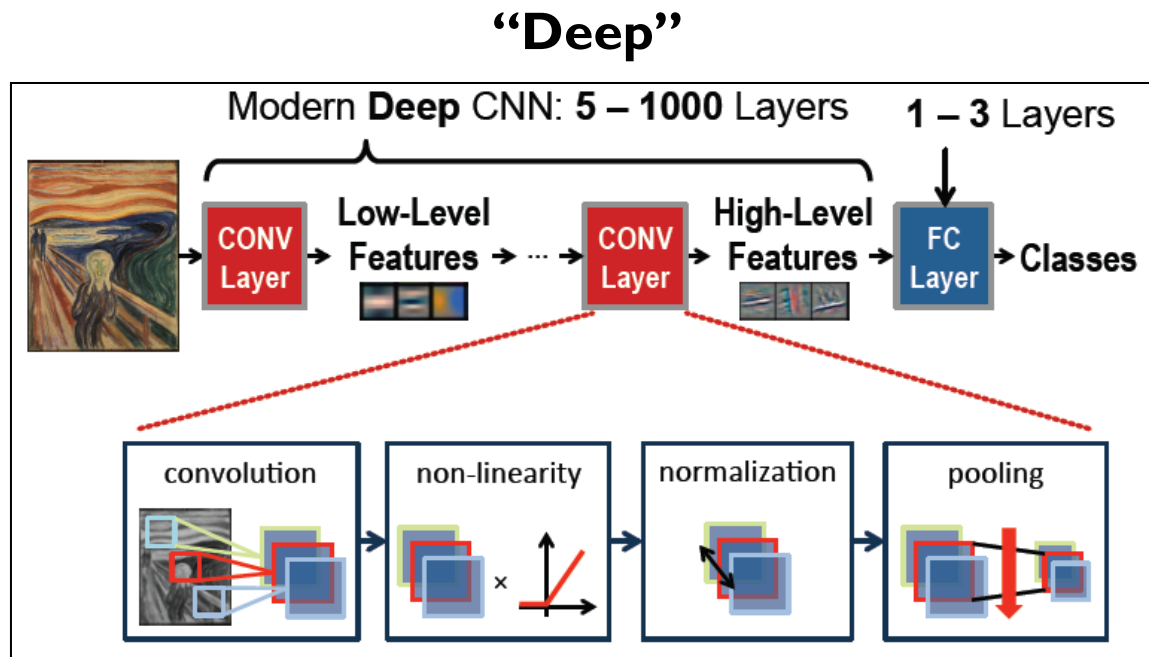 “Deep”
Modern Deep CNN: 5 – 1000 Layers
1 – 3 Layers
CONV
Layer
Low-Level
Features
...
CONV
Layer
High-Level
Features
FC
Layer
Classes
convolution
non-linearity
×
normalization
pooling